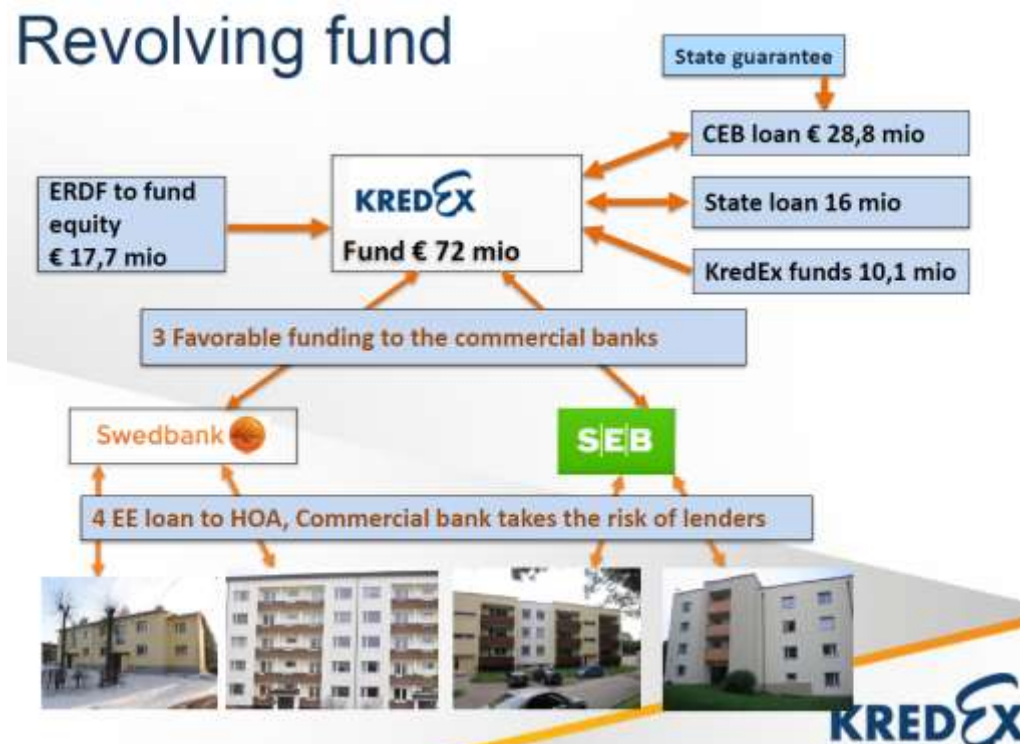 Revolving fund
State guarantee
CEB loan € 28,8 mio
ERDF to fund
equity
€ 17,7 mio
KREDEX
Fund € 72 mio
State loan 16 mio
KredEx funds 10,1 mio
3 Favorable funding to the commercial banks
Swedbank
S|E|B
4 EE loan to HOA, Commercial bank takes the risk of lenders
KREDEX